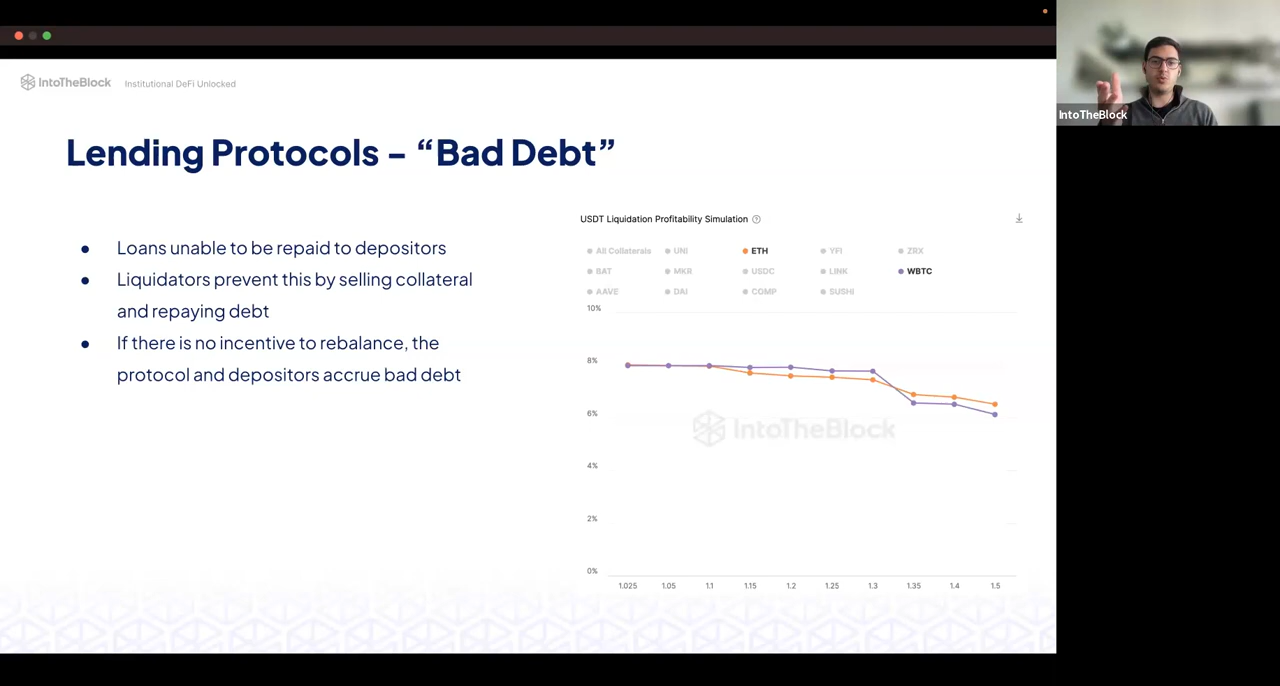 IntoTheBlock Institutional DeFi Unlocked
IntoTheBlock
Lending Protocols – “Bad Debt”
● Loans unable to be repaid to depositors
● Liquidators prevent this by selling collateral
and repaying debt
● If there is no incentive to rebalance, the
protocol and depositors accrue bad debt
USDT Liquidation Profitability Simulation ?
All Collaterals UNI ETH YFI ZRX
BAT MKR USDC LINK WBTC
AAVE DAI COMP SUSHI
10%
8%
6%
4%
2%
0%
IntoTheBlock
1.025 1.05 1.1 1.15 1.2 1.25 1.3 1.35 1.4 1.5